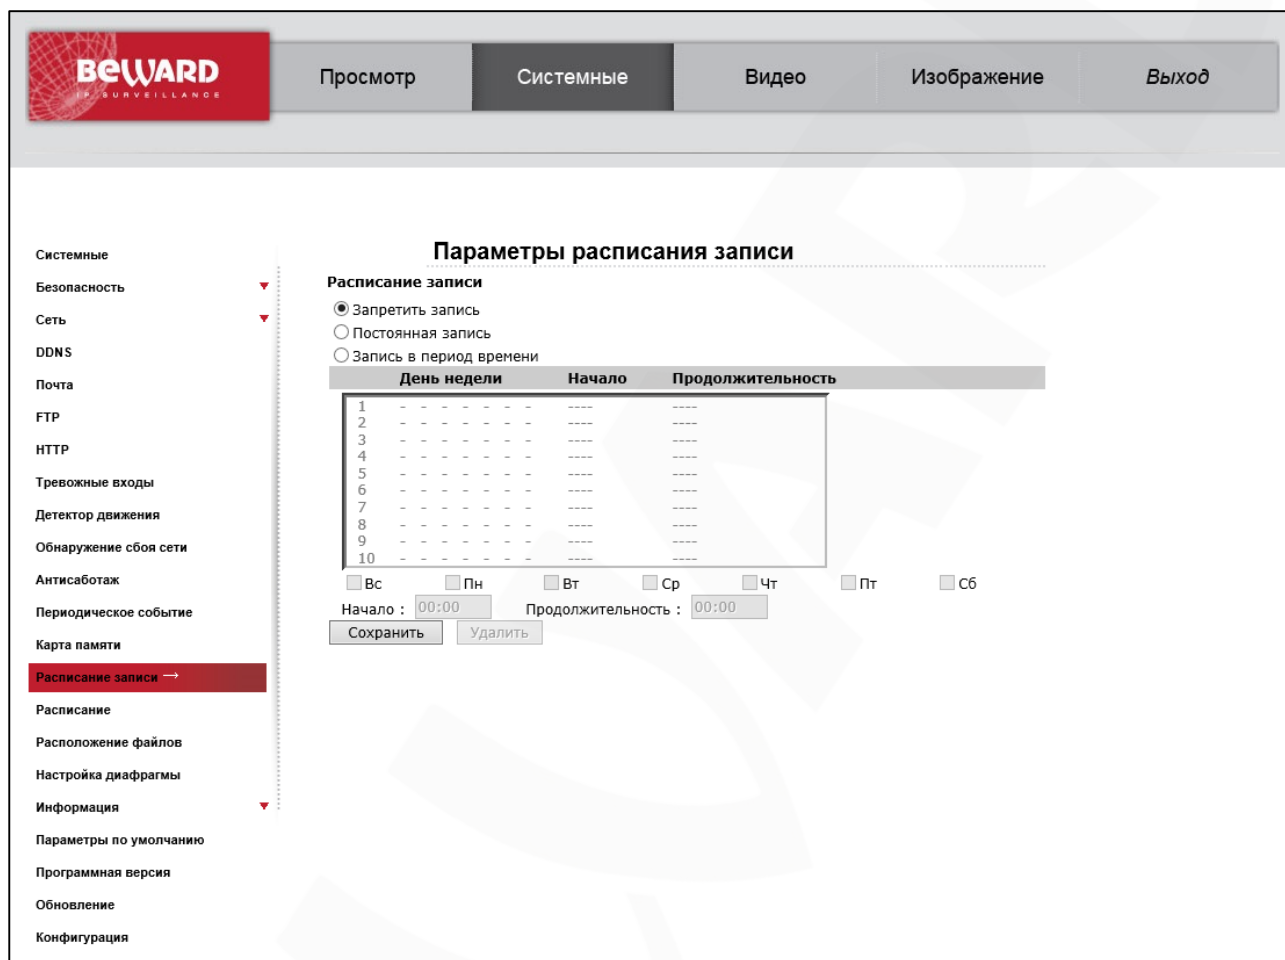 BEWARD
IP SURVEILLANCE
Просмотр Системные Видео Изображение Выход
Системные
Безопасность
Сеть
DDNS
Почта
FTP
HTTP
Тревожные входы
Детектор движения
Обнаружение сбоя сети
Антисаботаж
Периодическое событие
Карта памяти
Расписание записи →
Расписание
Расположение файлов
Настройка диафрагмы
Информация
Параметры по умолчанию
Программная версия
Обновление
Конфигурация
Параметры расписания записи
Расписание записи
Запретить запись
Постоянная запись
Запись в период времени
День недели Начало Продолжительность
1 - - - - - - - ---- ----
2 - - - - - - - ---- ----
3 - - - - - - - ---- ----
4 - - - - - - - ---- ----
5 - - - - - - - ---- ----
6 - - - - - - - ---- ----
7 - - - - - - - ---- ----
8 - - - - - - - ---- ----
9 - - - - - - - ---- ----
10 - - - - - - - ---- ----
Вс Пн Вт Ср Чт Пт Сб
Начало : 00:00 Продолжительность : 00:00
Сохранить Удалить